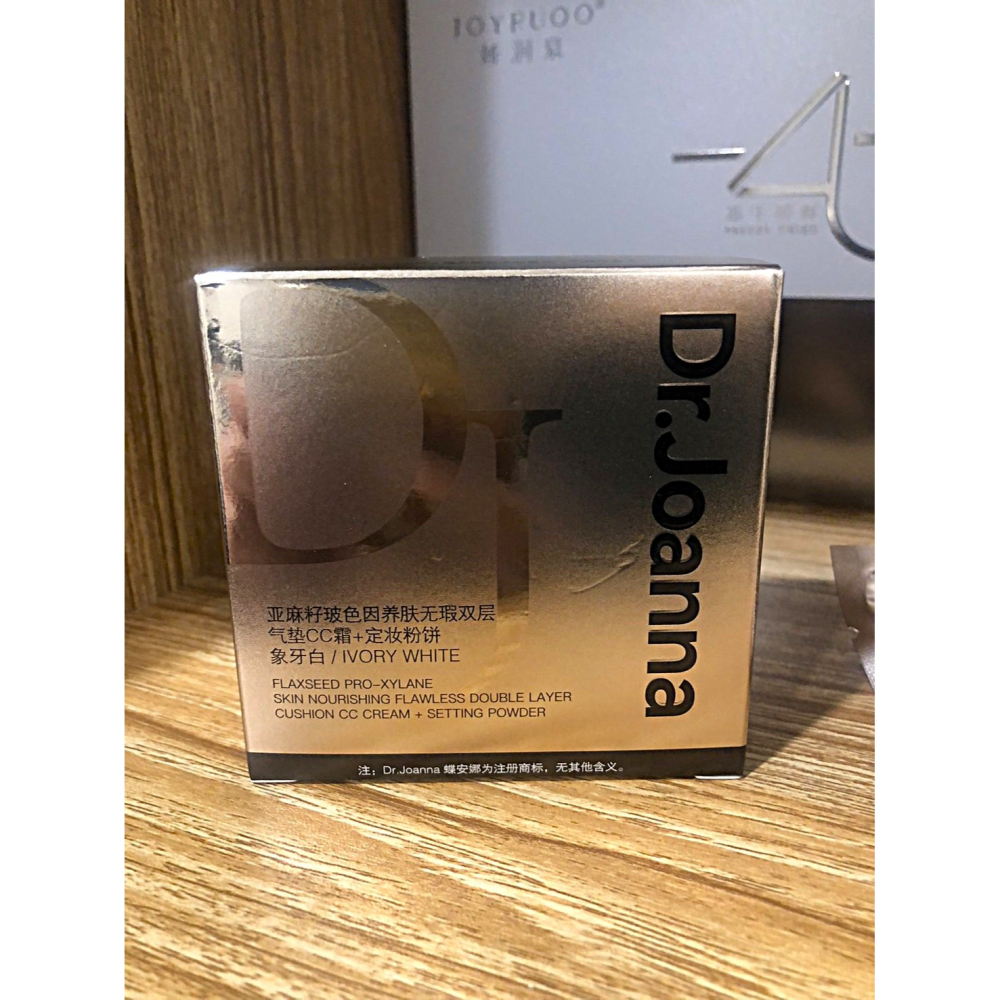 JOYRUOO
Dr
Dr.Joanna
亚麻籽玻色因养肤无瑕双层
气垫CC霜+定妆粉饼
象牙白 / IVORY WHITE
FLAXSEED PRO-XYLANE
SKIN NOURISHING FLAWLESS DOUBLE LAYER
CUSHION CC CREAM + SETTING POWDER
注：Dr.Joanna 蝶安娜为注册商标，无其他含义。